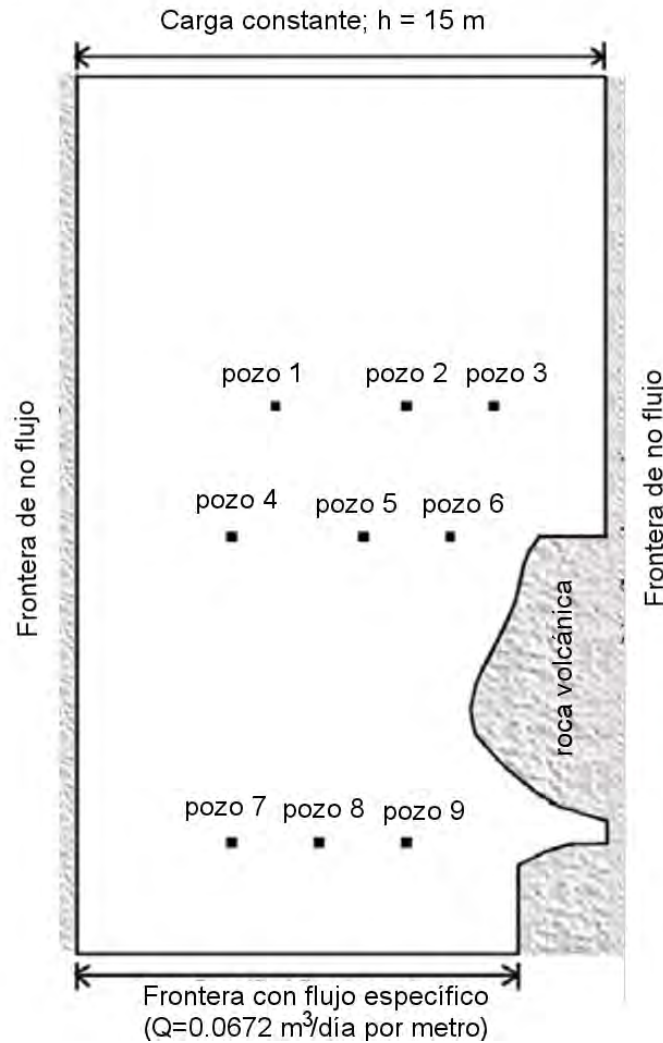 Carga constante; h = 15 m
pozo 1
pozo 2
pozo 3
Frontera de no flujo
Frontera de no flujo
pozo 4
pozo 5
pozo 6
roca volcánica
pozo 7
pozo 8
pozo 9
Frontera con flujo específico
(Q=0.0672 m³/día por metro)